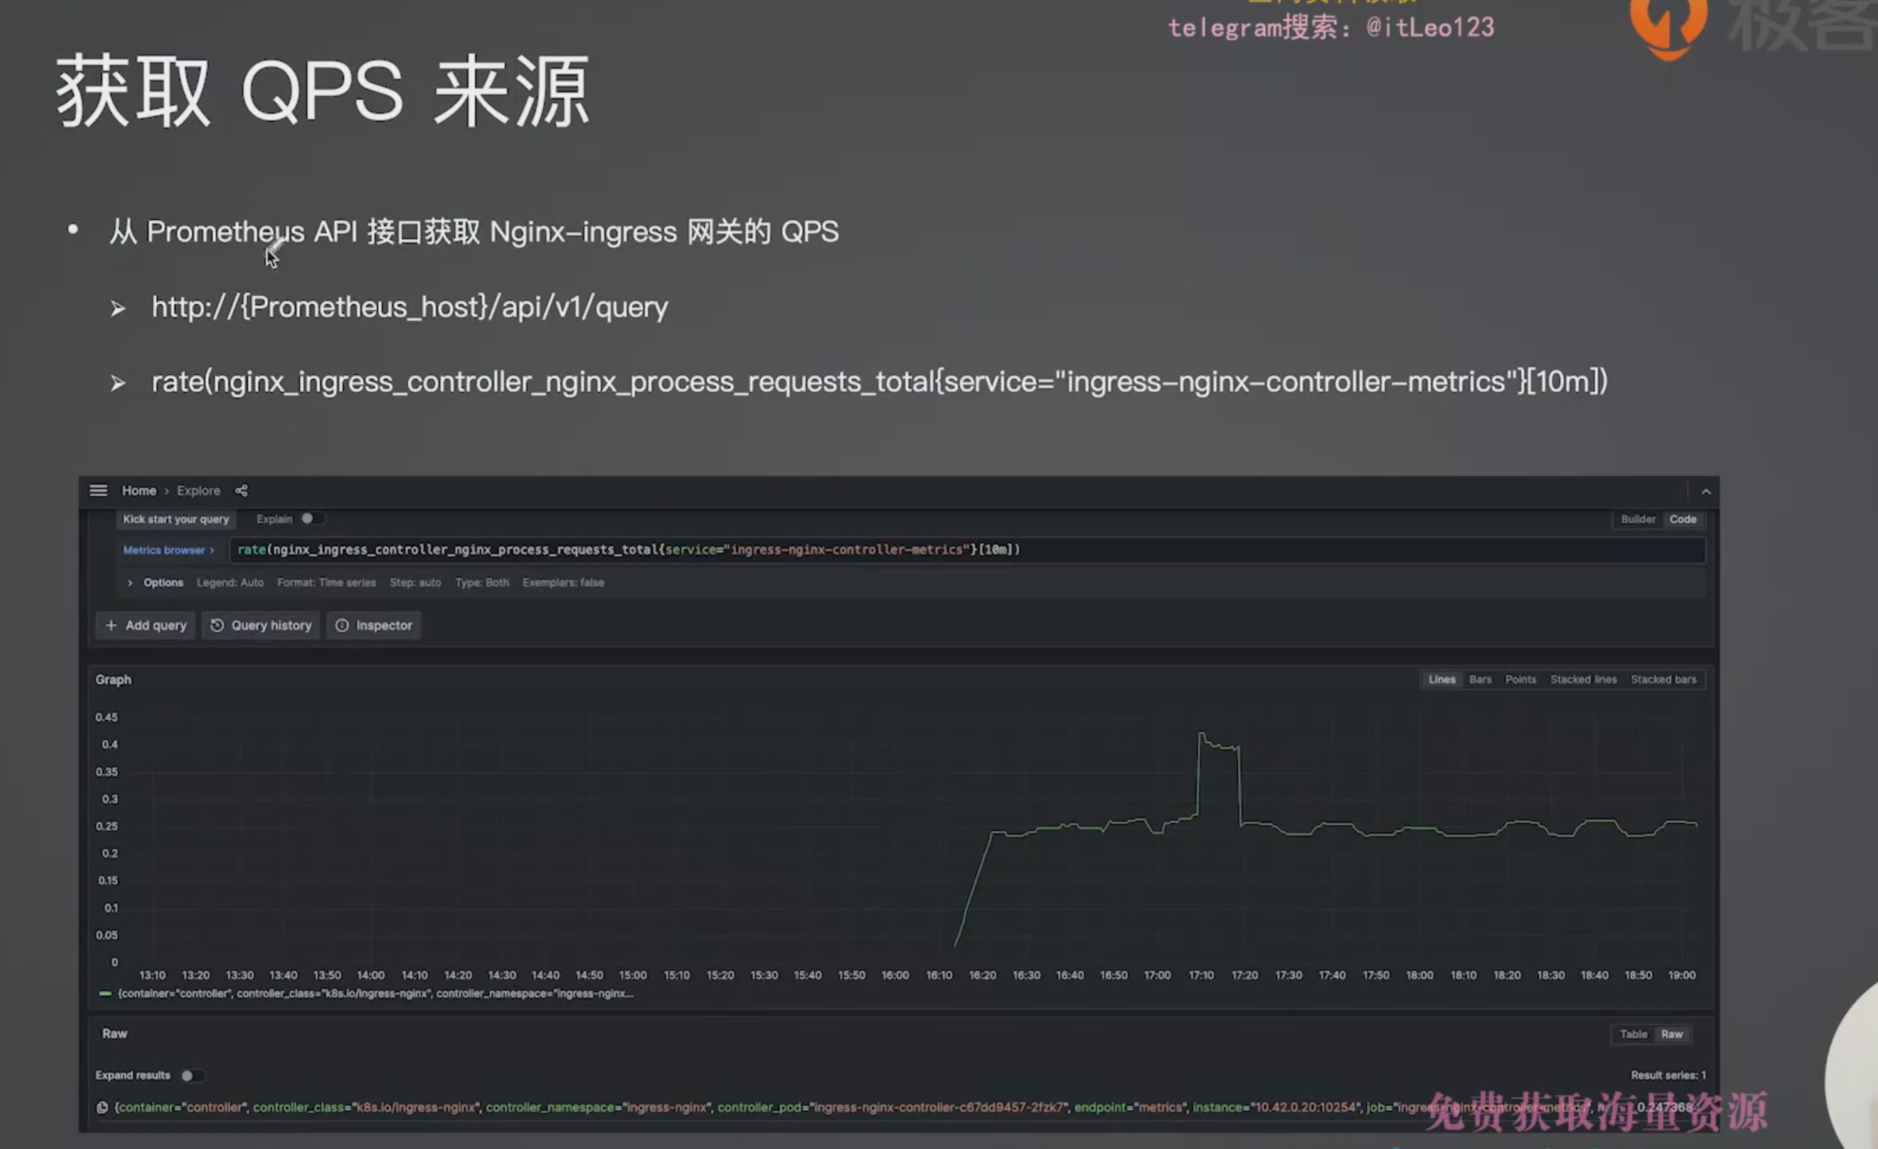 telegram搜索：@itLeo123
极客
获取 QPS 来源
• 从 Prometheus API 接口获取 Nginx-ingress 网关的 QPS
➢ http://{Prometheus_host}/api/v1/query
➢ rate(nginx_ingress_controller_nginx_process_requests_total{service="ingress-nginx-controller-metrics"}[10m])
Home › Explore
Kick start your query Explain Builder Code
Metrics browser › rate(nginx_ingress_controller_nginx_process_requests_total{service="ingress-nginx-controller-metrics"}[10m])
› Options Legend: Auto Format: Time series Step: auto Type: Both Exemplars: false
+ Add query Query history Inspector
Graph Lines Bars Points Stacked lines Stacked bars
0.45
0.4
0.35
0.3
0.25
0.2
0.15
0.1
0.05
0
13:10 13:20 13:30 13:40 13:50 14:00 14:10 14:20 14:30 14:40 14:50 15:00 15:10 15:20 15:30 15:40 15:50 16:00 16:10 16:20 16:30 16:40 16:50 17:00 17:10 17:20 17:30 17:40 17:50 18:00 18:10 18:20 18:30 18:40 18:50 19:00
{container="controller", controller_class="k8s.io/ingress-nginx", controller_namespace="ingress-nginx...
Raw Table Raw
Expand results Result series: 1
{container="controller", controller_class="k8s.io/ingress-nginx", controller_namespace="ingress-nginx", controller_pod="ingress-nginx-controller-c67dd9457-2fzk7", endpoint="metrics", instance="10.42.0.20:10254", job="ingress-nginx-controller-metrics", 0.247368
免费获取海量资源